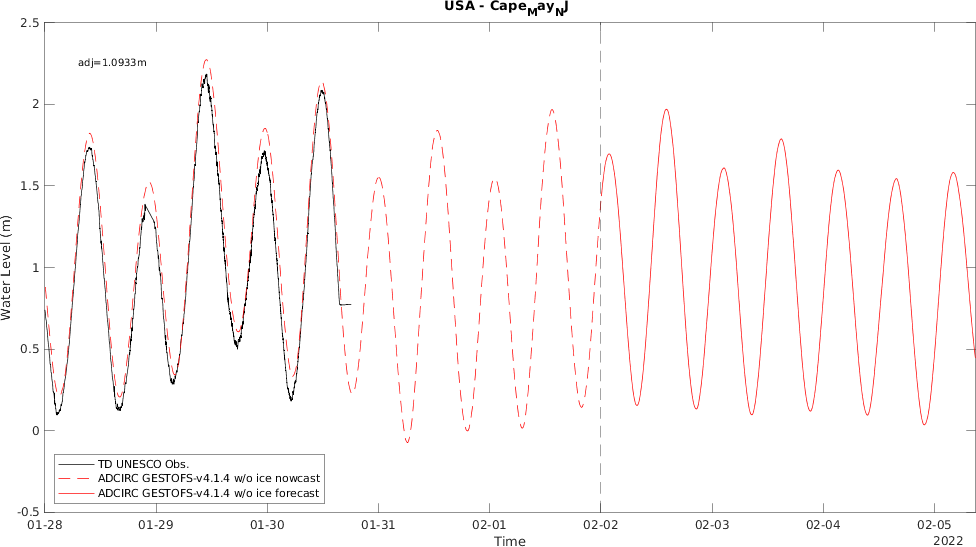 USA - Cape_May_NJ
adj=1.0933m
2.5
2
1.5
1
0.5
0
-0.5
Water Level (m)
TD UNESCO Obs.
ADCIRC GESTOFS-v4.1.4 w/o ice nowcast
ADCIRC GESTOFS-v4.1.4 w/o ice forecast
01-28 01-29 01-30 01-31 02-01 02-02 02-03 02-04 02-05
Time
2022